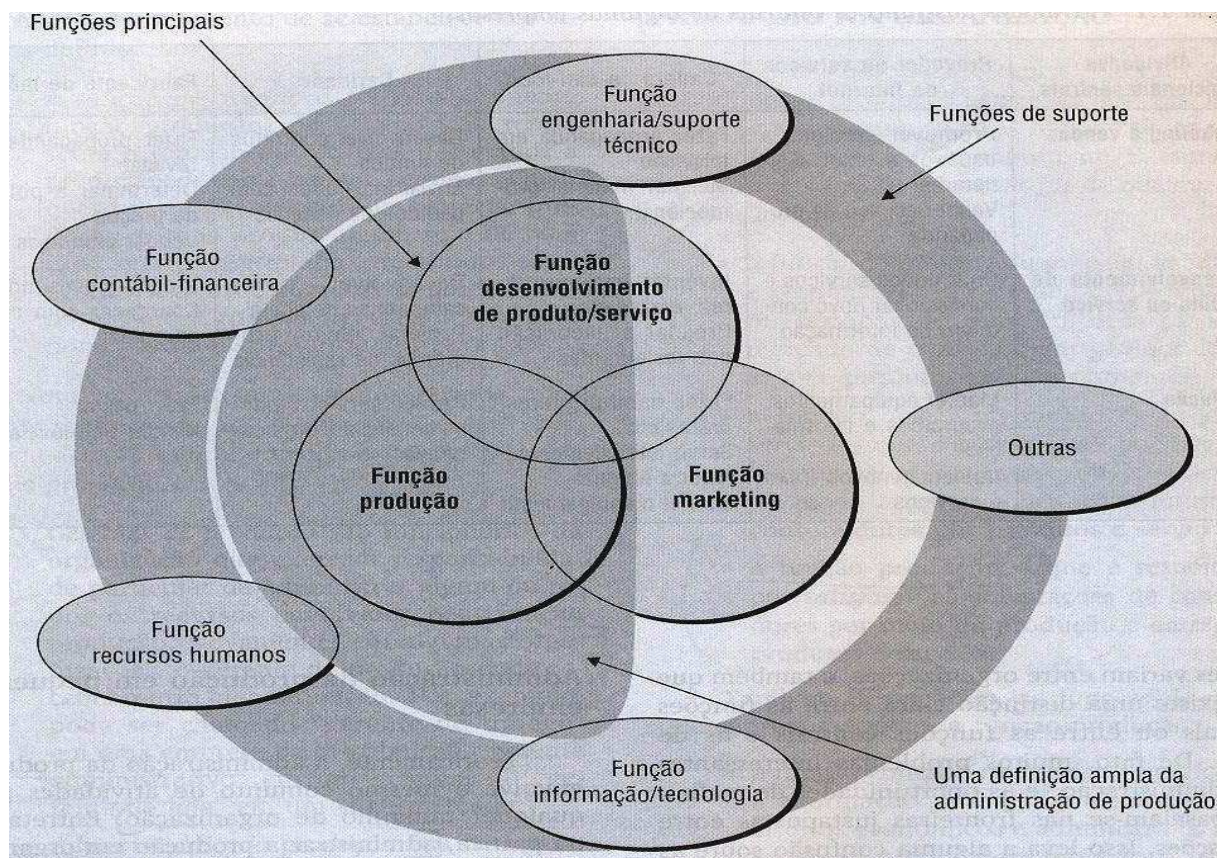 Funções principais
Função
engenharia/suporte
técnico
Funções de suporte
Função
contábil-financeira
Função
desenvolvimento
de produto/serviço
Função
produção
Função
marketing
Outras
Função
recursos humanos
Função
informação/tecnologia
Uma definição ampla da
administração de produção